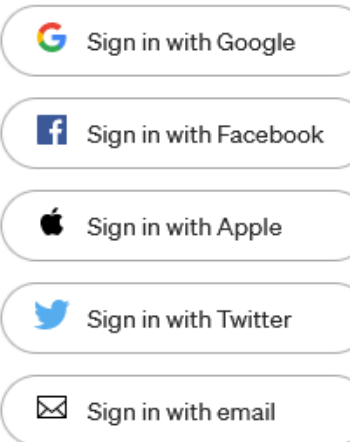 Sign in with Google
Sign in with Facebook
Sign in with Apple
Sign in with Twitter
Sign in with email